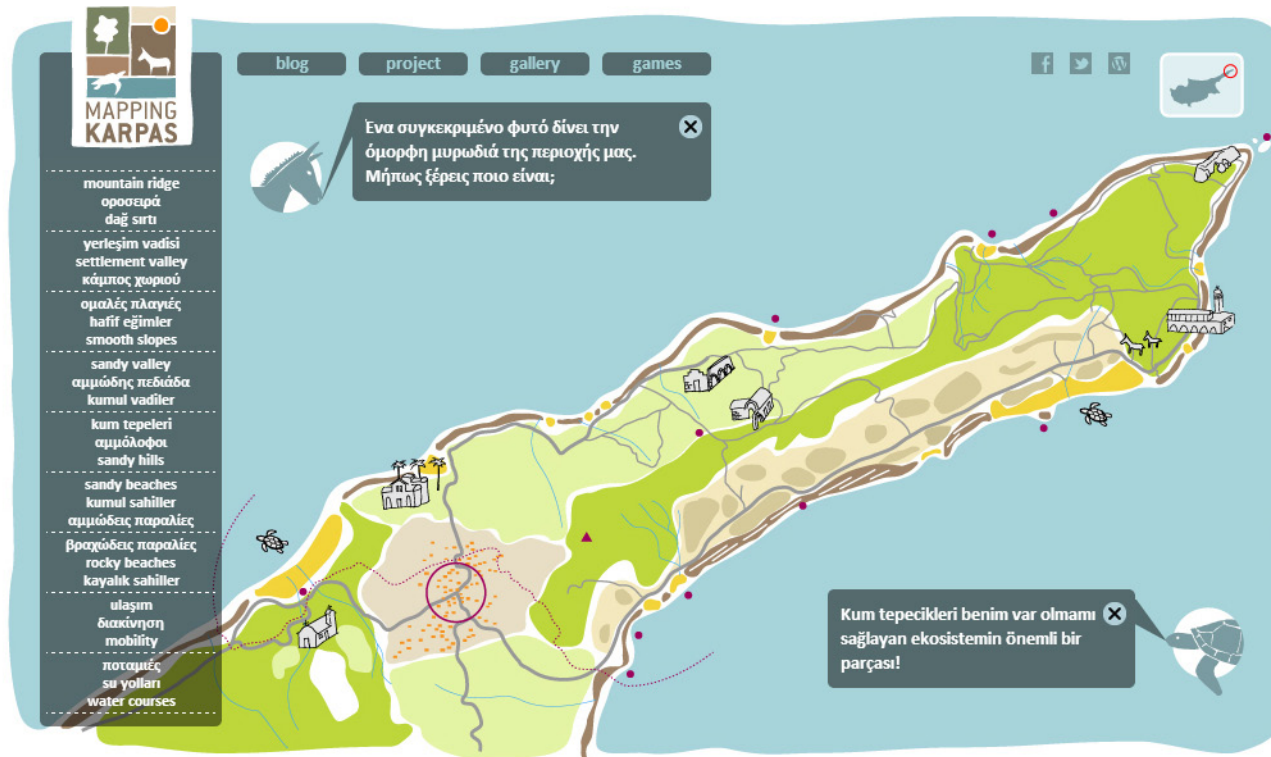 MAPPING
KARPAS
blog
project
gallery
games
Ένα συγκεκριμένο φυτό δίνει την
όμορφη μυρωδιά της περιοχής μας.
Μήπως ξέρεις ποιο είναι;
mountain ridge
οροσειρά
dağ sırtı
yerleşim vadisi
settlement valley
κάμπος χωριού
ομαλές πλαγιές
hafif eğimler
smooth slopes
sandy valley
αμμώδης πεδιάδα
kumul vadiler
kum tepeleri
αμμόλοφοι
sandy hills
sandy beaches
kumul sahiller
αμμώδεις παραλίες
βραχώδεις παραλίες
rocky beaches
kayalık sahiller
ulaşım
διακίνηση
mobility
ποταμιές
su yolları
water courses
Kum tepecikleri benim var olmamı
sağlayan ekosistemin önemli bir
parçası!